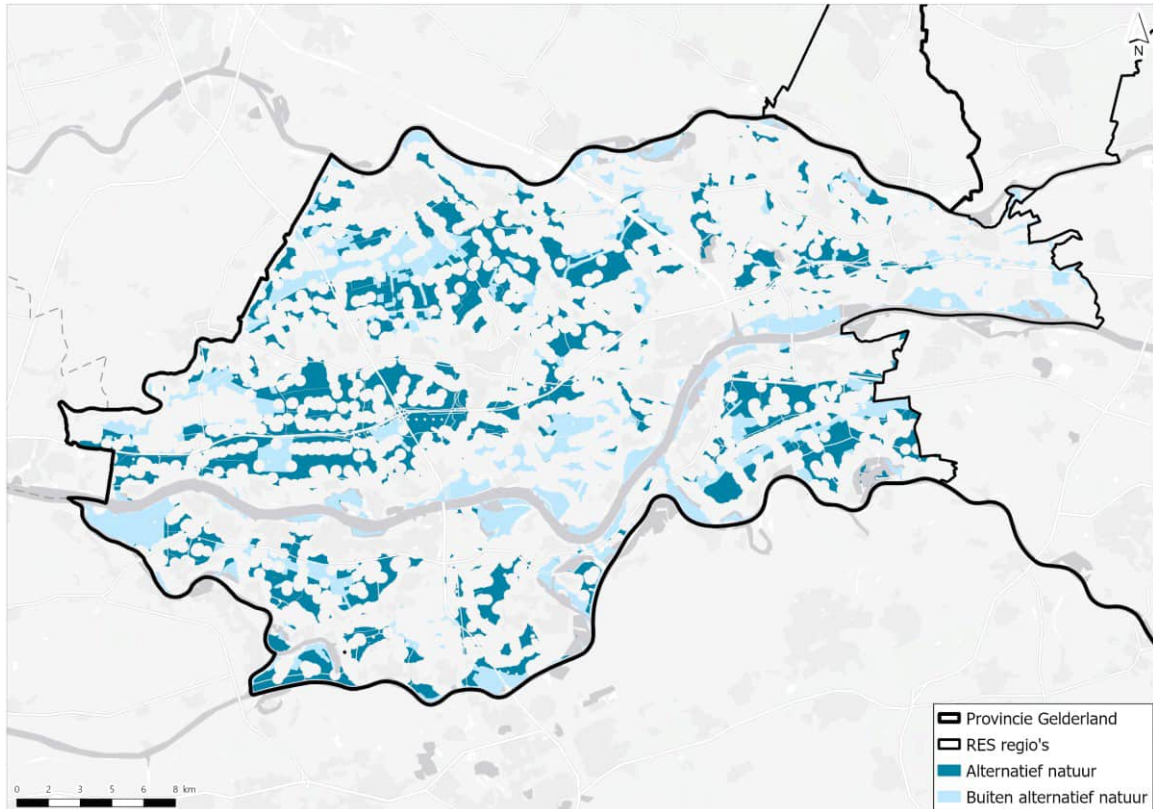 N
Provincie Gelderland
RES regio's
Alternatief natuur
Buiten alternatief natuur
0 2 3 5 6 8 km